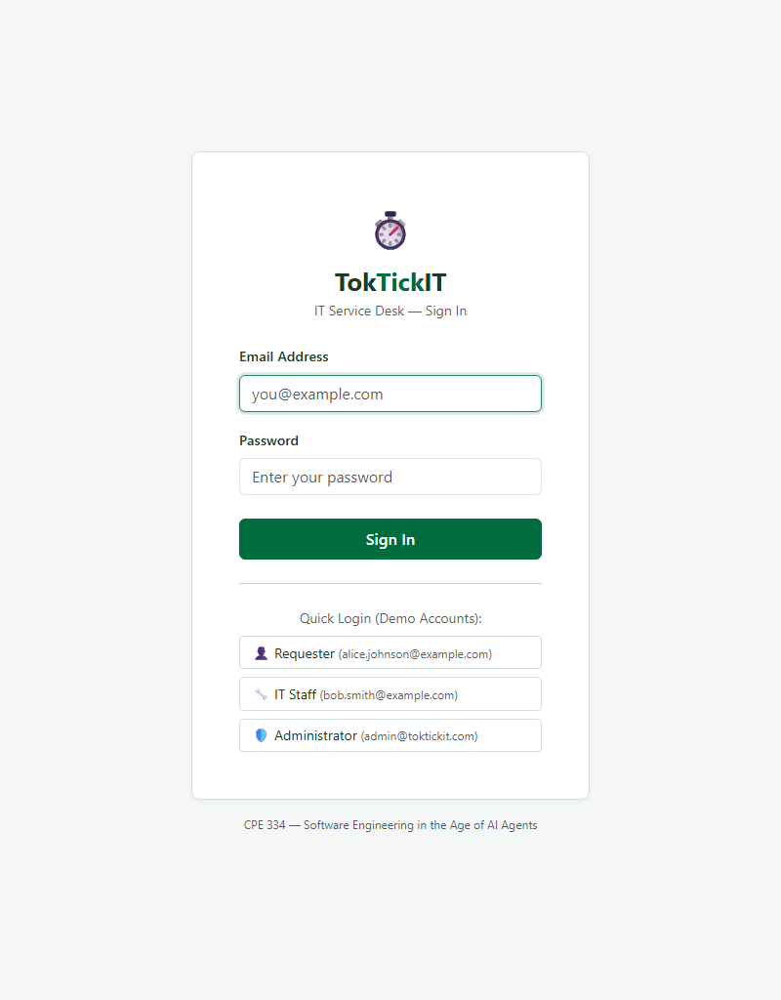 TokTickIT
IT Service Desk — Sign In
Email Address
you@example.com
Password
Enter your password
Sign In
Quick Login (Demo Accounts):
Requester (alice.johnson@example.com)
IT Staff (bob.smith@example.com)
Administrator (admin@toktickit.com)
CPE 334 — Software Engineering in the Age of AI Agents